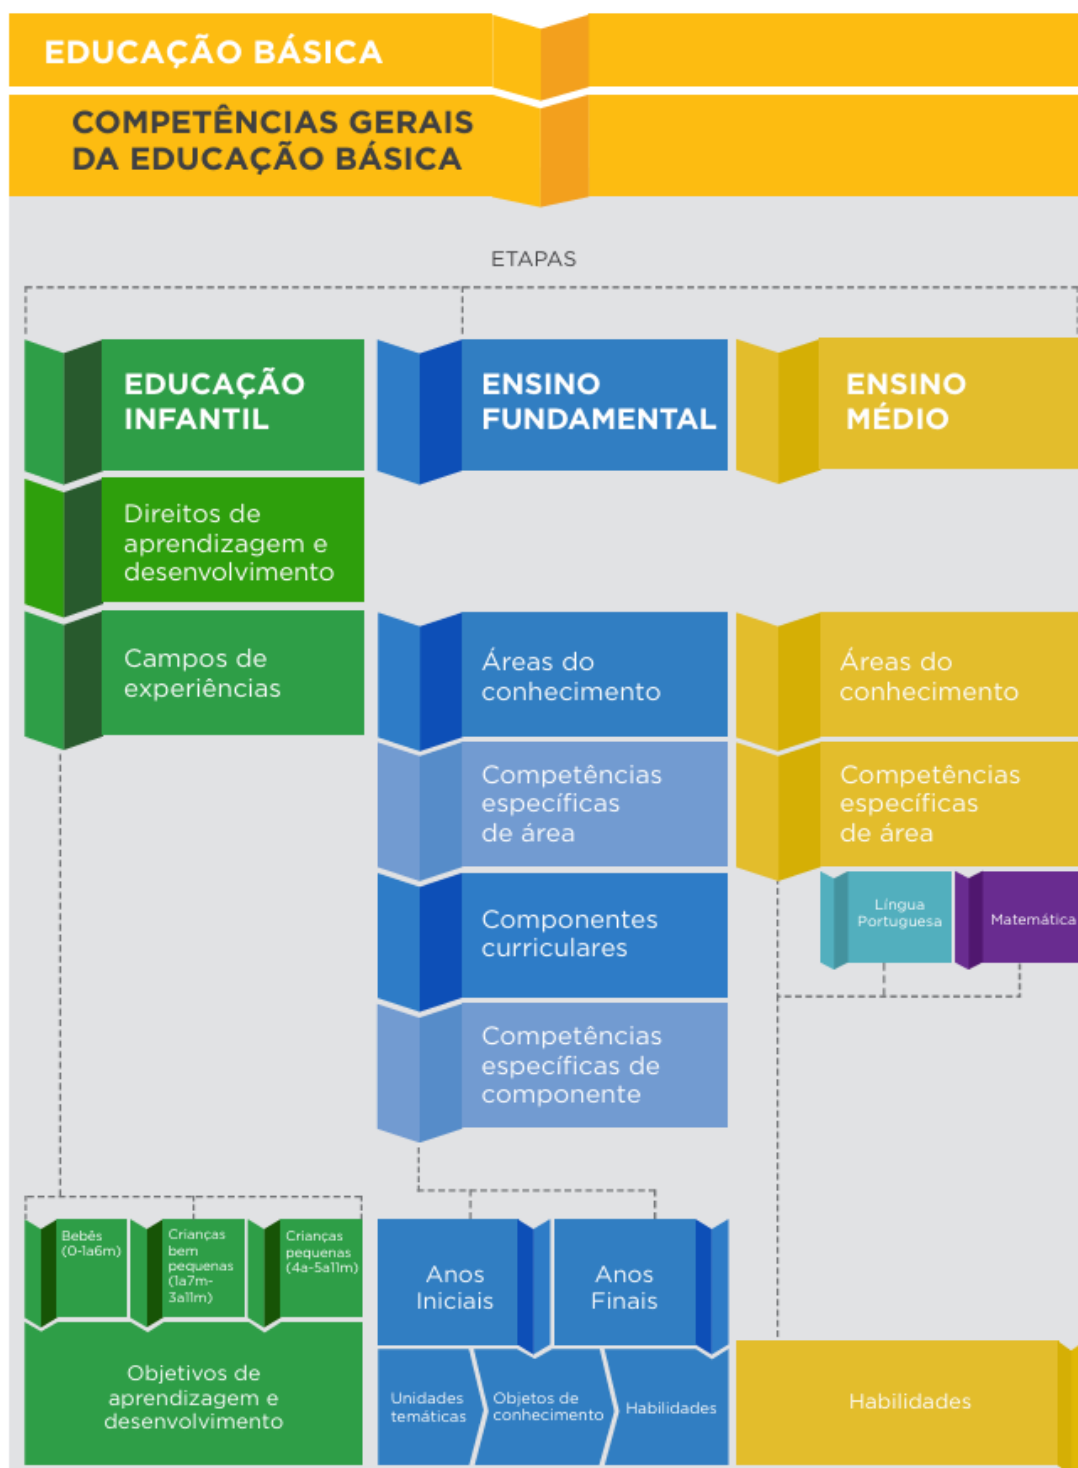 EDUCAÇÃO BÁSICA
COMPETÊNCIAS GERAIS
DA EDUCAÇÃO BÁSICA
ETAPAS
EDUCAÇÃO
INFANTIL
Direitos de
aprendizagem e
desenvolvimento
Campos de
experiências
Bebês
(0-1a6m)
Crianças
bem
pequenas
(1a7m-
3a11m)
Crianças
pequenas
(4a-5a11m)
Objetivos de
aprendizagem e
desenvolvimento
ENSINO
FUNDAMENTAL
Áreas do
conhecimento
Competências
específicas
de área
Componentes
curriculares
Competências
específicas de
componente
Anos
Iniciais
Anos
Finais
Unidades
temáticas
Objetos de
conhecimento
Habilidades
ENSINO
MÉDIO
Áreas do
conhecimento
Competências
específicas
de área
Língua
Portuguesa
Matemática
Habilidades